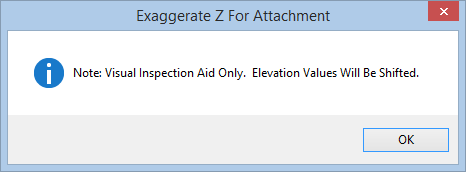 Exaggerate Z For Attachment
Note: Visual Inspection Aid Only.  Elevation Values Will Be Shifted.
OK